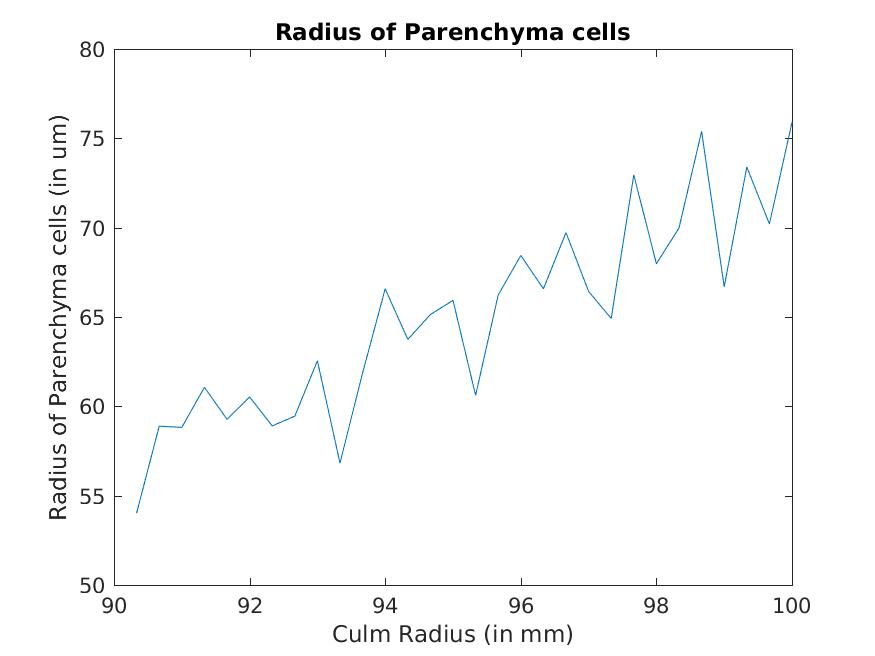 Radius of Parenchyma cells
80
75
70
65
60
55
50
Radius of Parenchyma cells (in um)
90 92 94 96 98 100
Culm Radius (in mm)